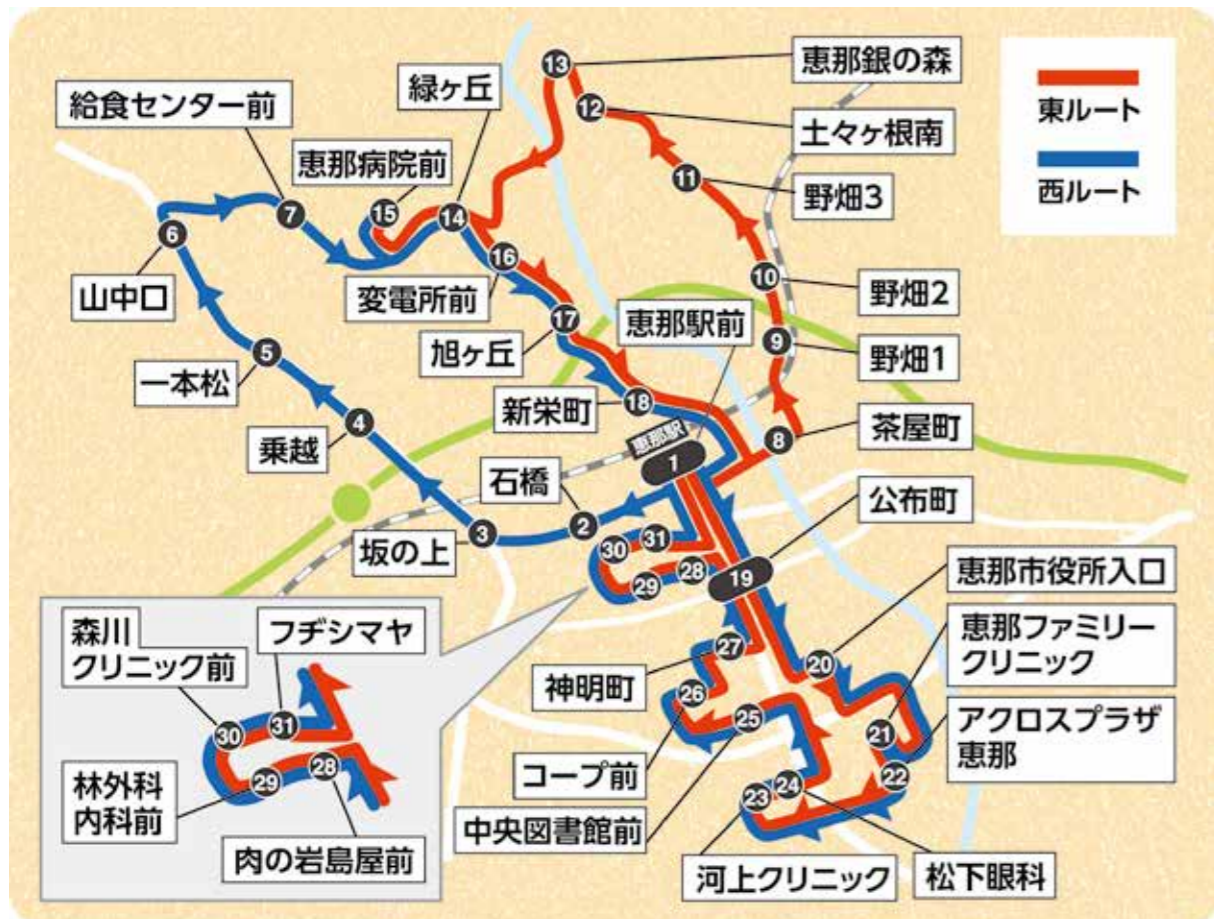 恵那銀の森
東ルート
西ルート
緑ヶ丘
給食センター前
土々ヶ根南
恵那病院前
野畑3
13
12
11
15
14
7
6
16
10
山中口
変電所前
恵那駅前
野畑2
17
旭ヶ丘
9
野畑1
5
一本松
新栄町
18
恵那駅
8
茶屋町
4
乗越
1
石橋
公布町
2
3
坂の上
30
31
29
28
19
恵那市役所入口
森川
クリニック前
フヂシマヤ
恵那ファミリー
クリニック
27
神明町
20
26
25
21
アクロスプラザ
恵那
30
31
29
28
林外科
内科前
コープ前
22
23
24
中央図書館前
肉の岩島屋前
河上クリニック
松下眼科